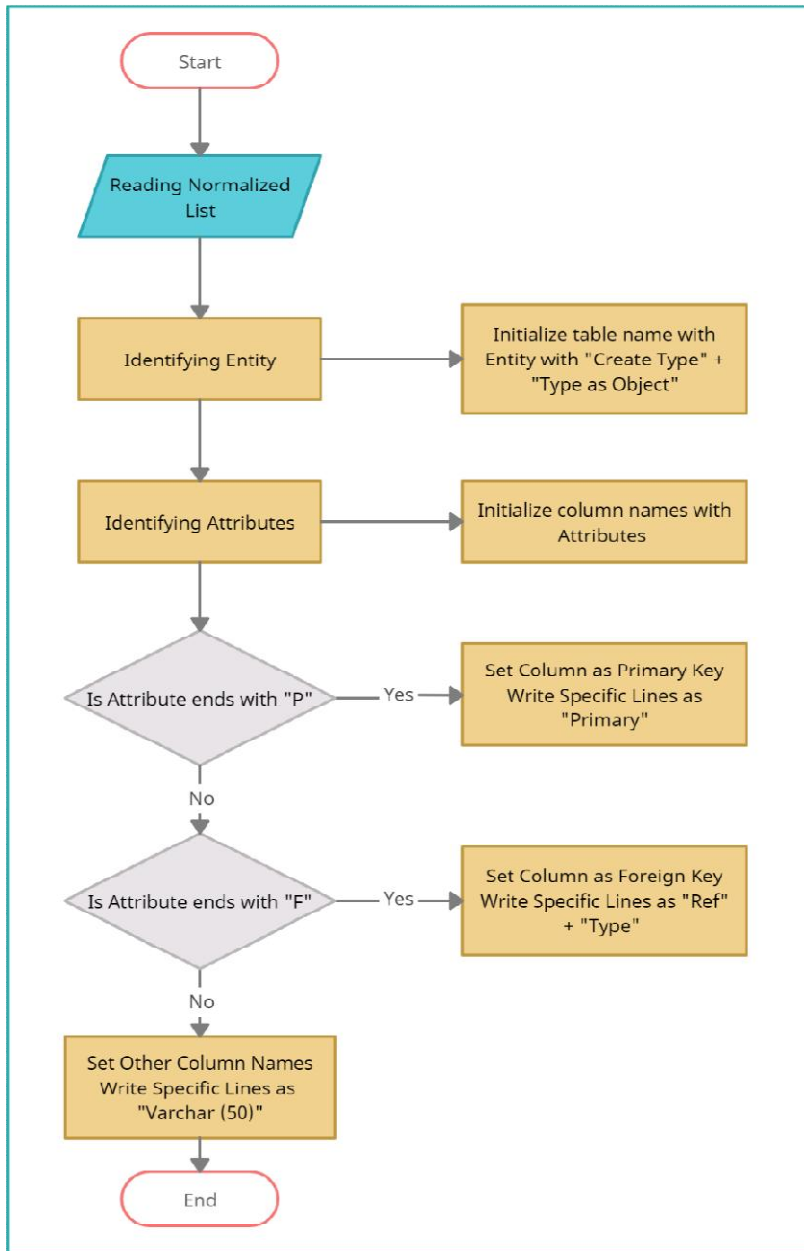 Start
Reading Normalized
List
Identifying Entity
Initialize table name with
Entity with "Create Type" +
"Type as Object"
Identifying Attributes
Initialize column names with
Attributes
Is Attribute ends with "P"
Yes
Set Column as Primary Key
Write Specific Lines as
"Primary"
No
Is Attribute ends with "F"
Yes
Set Column as Foreign Key
Write Specific Lines as "Ref"
+ "Type"
No
Set Other Column Names
Write Specific Lines as
"Varchar (50)"
End